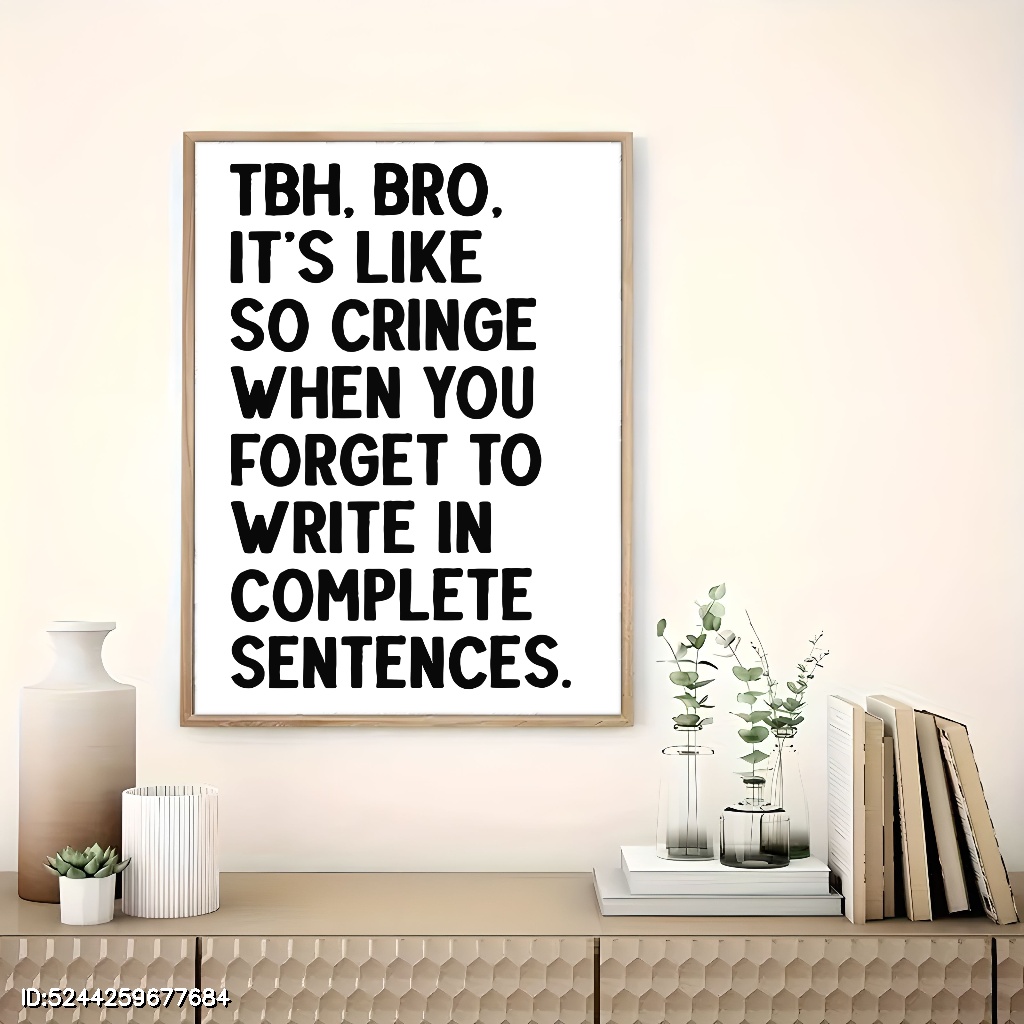 TBH, BRO,
IT’S LIKE
SO CRINGE
WHEN YOU
FORGET TO
WRITE IN
COMPLETE
SENTENCES.
ID:5244259677684